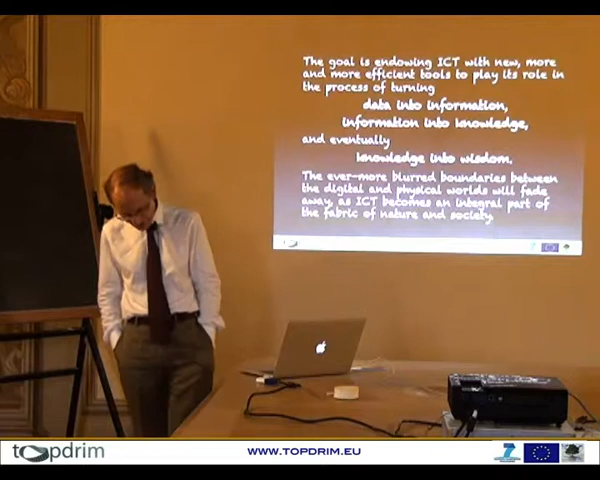 The goal is endowing ICT with new, more
and more efficient tools to play its role in
the process of turning
data into information,
information into knowledge,
and eventually
knowledge into wisdom.
The ever-more blurred boundaries between
the digital and physical worlds will fade
away, as ICT becomes an integral part of
the fabric of nature and society.
topdrim
WWW.TOPDRIM.EU